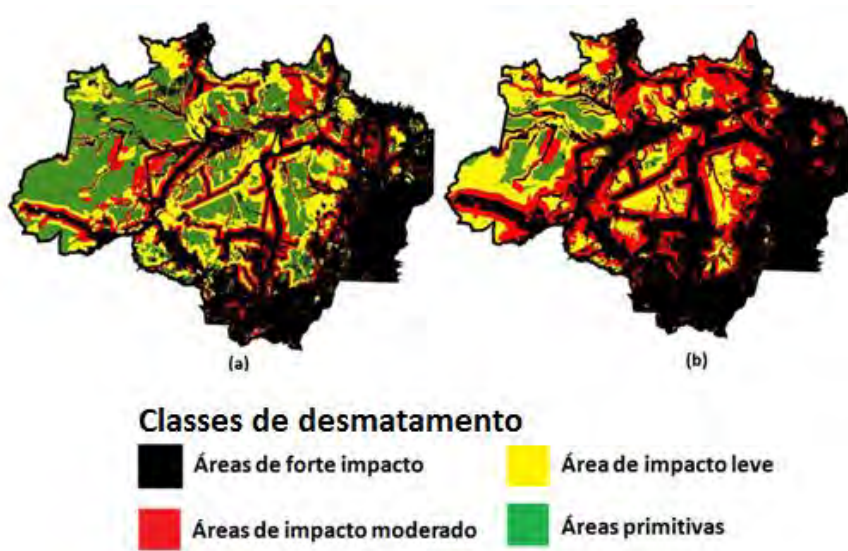 (a)
(b)
Classes de desmatamento
Áreas de forte impacto
Área de impacto leve
Áreas de impacto moderado
Áreas primitivas